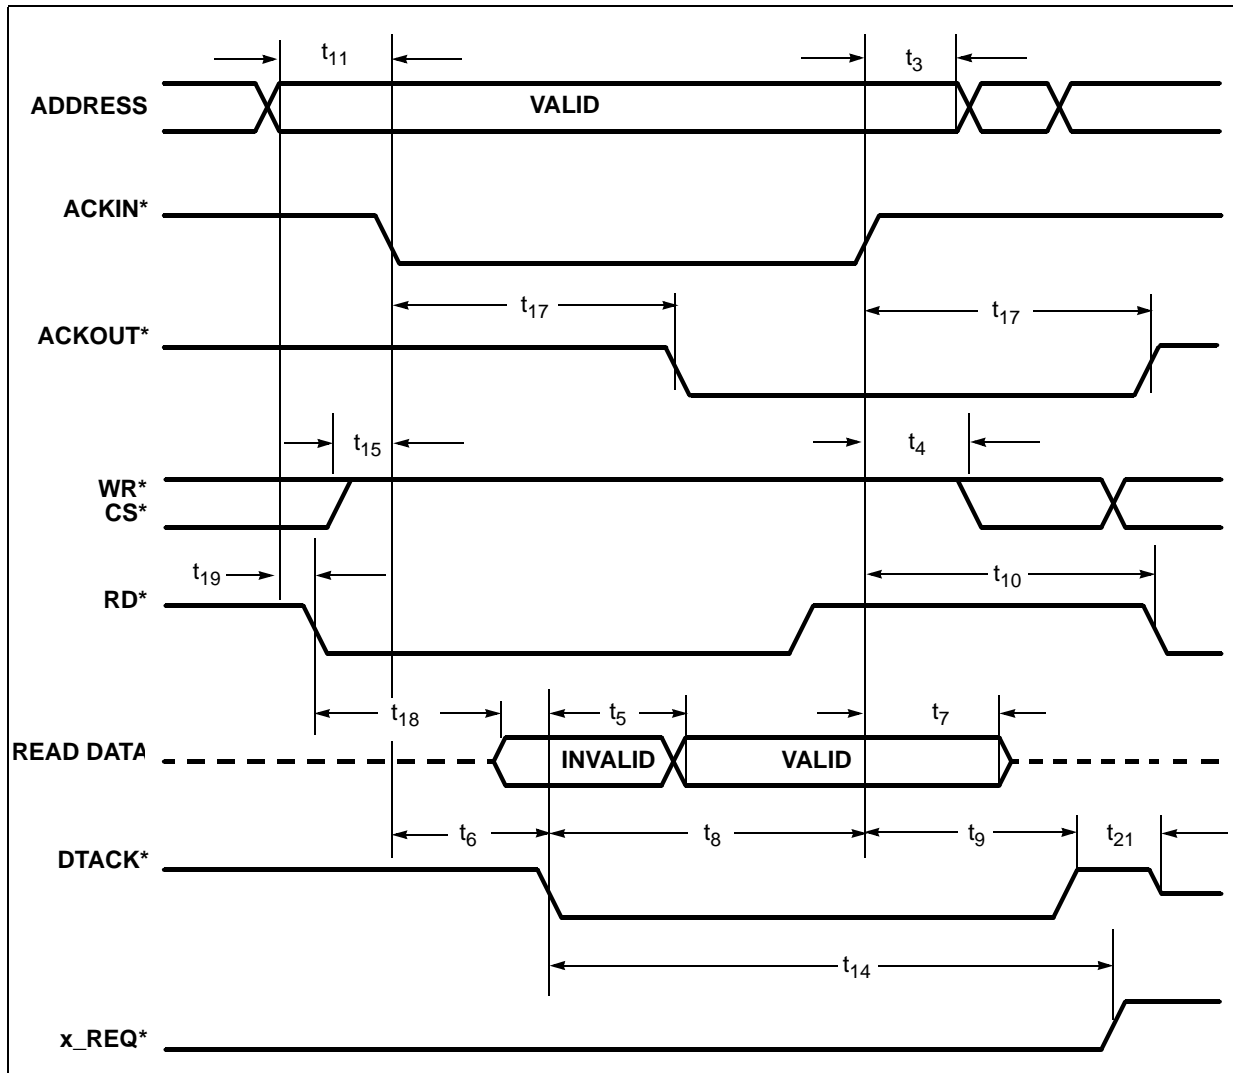 t11
t3
ADDRESS
VALID
ACKIN*
t17
t17
ACKOUT*
t15
t4
WR*
CS*
t19
t10
RD*
t18
t5
t7
READ DATA
INVALID
VALID
t6
t8
t9
t21
DTACK*
t14
x_REQ*